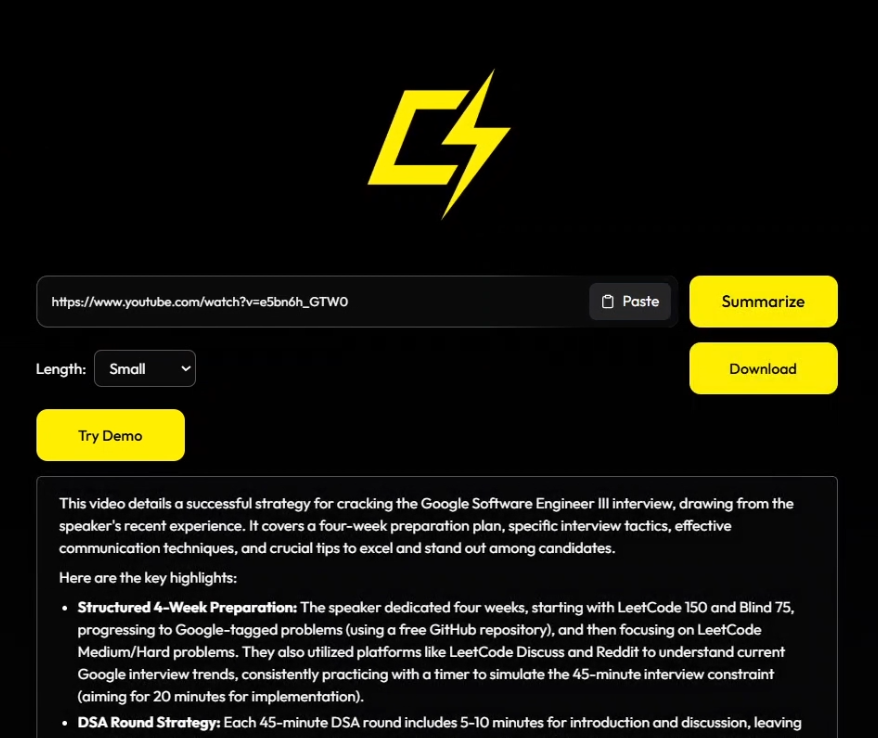 https://www.youtube.com/watch?v=e5bn6h_GTW0
Paste
Summarize
Length:
Small
Download
Try Demo
This video details a successful strategy for cracking the Google Software Engineer III interview, drawing from the
speaker's recent experience. It covers a four-week preparation plan, specific interview tactics, effective
communication techniques, and crucial tips to excel and stand out among candidates.
Here are the key highlights:
• Structured 4-Week Preparation: The speaker dedicated four weeks, starting with LeetCode 150 and Blind 75,
progressing to Google-tagged problems (using a free GitHub repository), and then focusing on LeetCode
Medium/Hard problems. They also utilized platforms like LeetCode Discuss and Reddit to understand current
Google interview trends, consistently practicing with a timer to simulate the 45-minute interview constraint
(aiming for 20 minutes for implementation).
• DSA Round Strategy: Each 45-minute DSA round includes 5-10 minutes for introduction and discussion, leaving